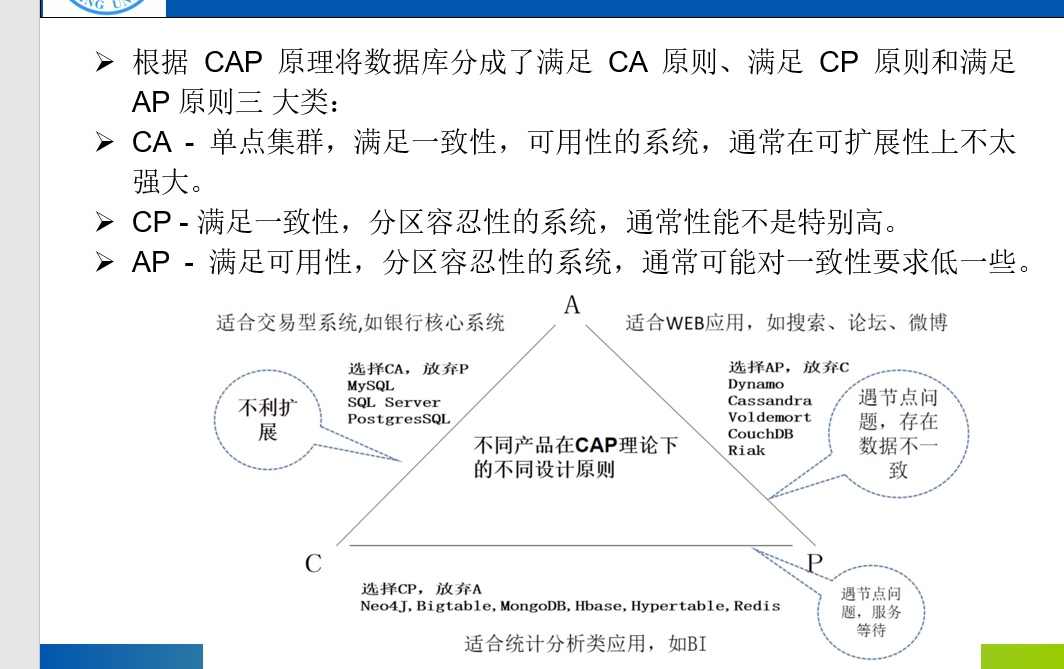 ➢ 根据 CAP 原理将数据库分成了满足 CA 原则、满足 CP 原则和满足
AP 原则三 大类：
➢ CA - 单点集群，满足一致性，可用性的系统，通常在可扩展性上不太
强大。
➢ CP - 满足一致性，分区容忍性的系统，通常性能不是特别高。
➢ AP - 满足可用性，分区容忍性的系统，通常可能对一致性要求低一些。
A
适合交易型系统,如银行核心系统
适合WEB应用，如搜索、论坛、微博
选择CA，放弃P
MySQL
SQL Server
PostgresSQL
不利扩
展
选择AP，放弃C
Dynamo
Cassandra
Voldemort
CouchDB
Riak
遇节点问
题，存在
数据不一
致
不同产品在CAP理论下
的不同设计原则
C
P
选择CP，放弃A
Neo4J,Bigtable,MongoDB,Hbase,Hypertable,Redis
遇节点问
题，服务
等待
适合统计分析类应用，如BI